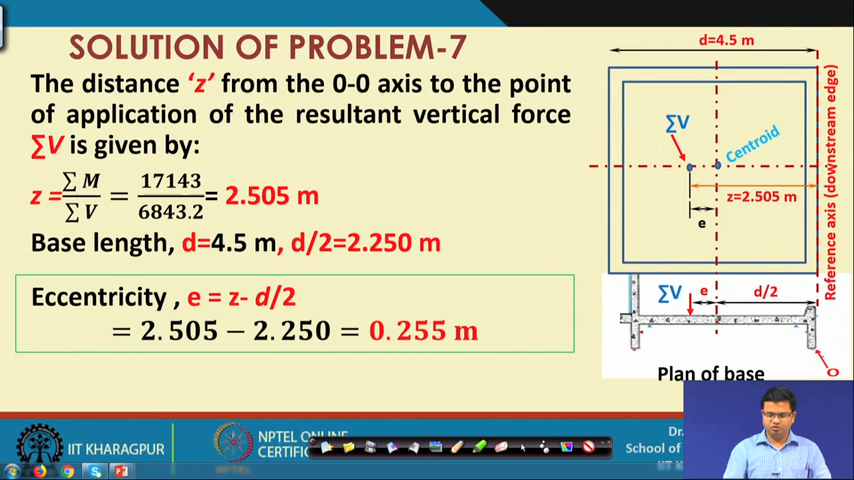 SOLUTION OF PROBLEM-7
The distance ‘z’ from the 0-0 axis to the point
of application of the resultant vertical force
∑V is given by:
z = ∑M/∑V = 17143/6843.2 = 2.505 m
Base length, d=4.5 m, d/2=2.250 m
Eccentricity , e = z- d/2
= 2.505 − 2.250 = 0.255 m
d=4.5 m
∑V
Centroid
z=2.505 m
e
Reference axis (downstream edge)
∑V
e
d/2
O
Plan of base
IIT KHARAGPUR
NPTEL ONLINE
CERTIFIC
Dr.
School of
IIT K